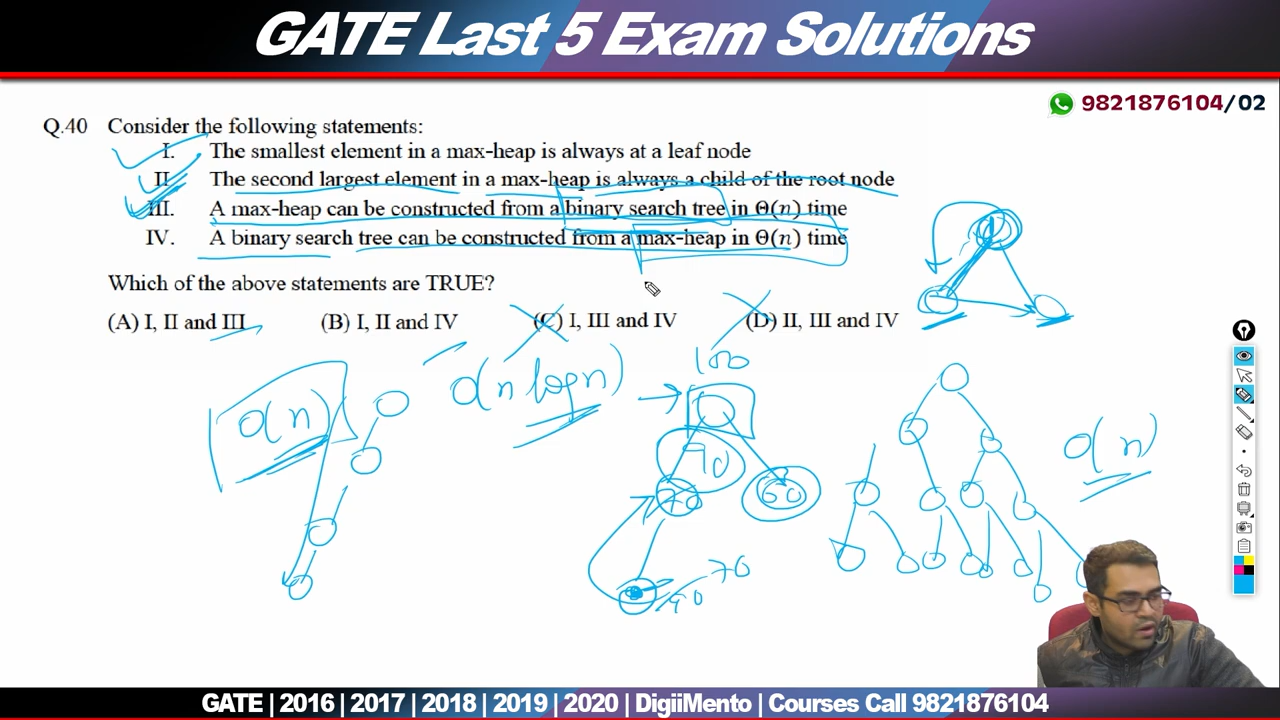 GATE Last 5 Exam Solutions
9821876104/02
Q.40 Consider the following statements:
I. The smallest element in a max-heap is always at a leaf node
II. The second largest element in a max-heap is always a child of the root node
III. A max-heap can be constructed from a binary search tree in Θ(n) time
IV. A binary search tree can be constructed from a max-heap in Θ(n) time
Which of the above statements are TRUE?
(A) I, II and III (B) I, II and IV (C) I, III and IV (D) II, III and IV
100
O(n log n)
O(n)
90
O(n)
60
70
90
GATE | 2016 | 2017 | 2018 | 2019 | 2020 | DigiiMento | Courses Call 9821876104